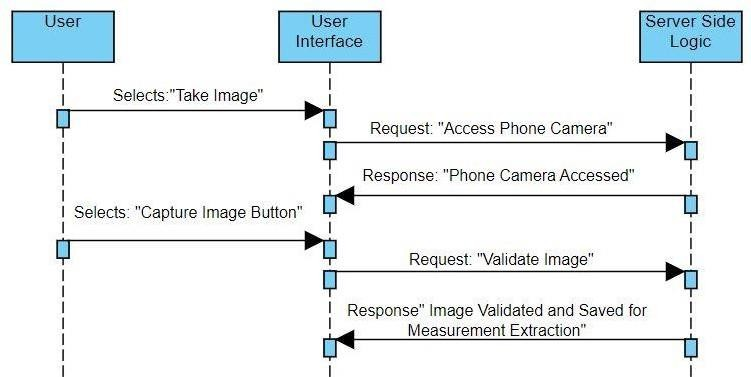 User
User
Interface
Server Side
Logic
Selects:"Take Image"
Request: "Access Phone Camera"
Response: "Phone Camera Accessed"
Selects: "Capture Image Button"
Request: "Validate Image"
Response" Image Validated and Saved for
Measurement Extraction"